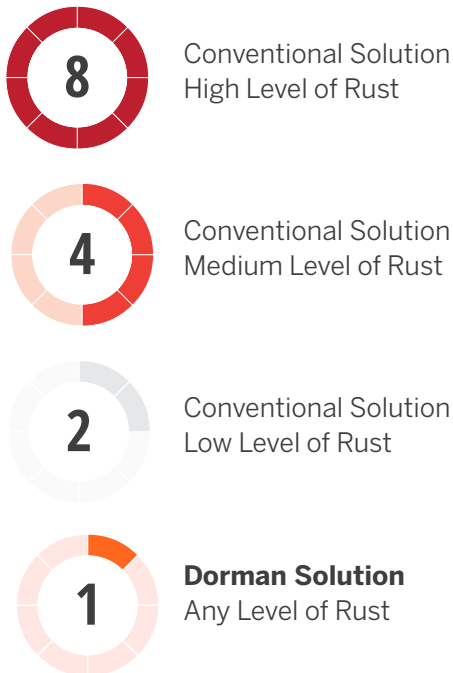 8
Conventional Solution
High Level of Rust
4
Conventional Solution
Medium Level of Rust
2
Conventional Solution
Low Level of Rust
1
Dorman Solution
Any Level of Rust